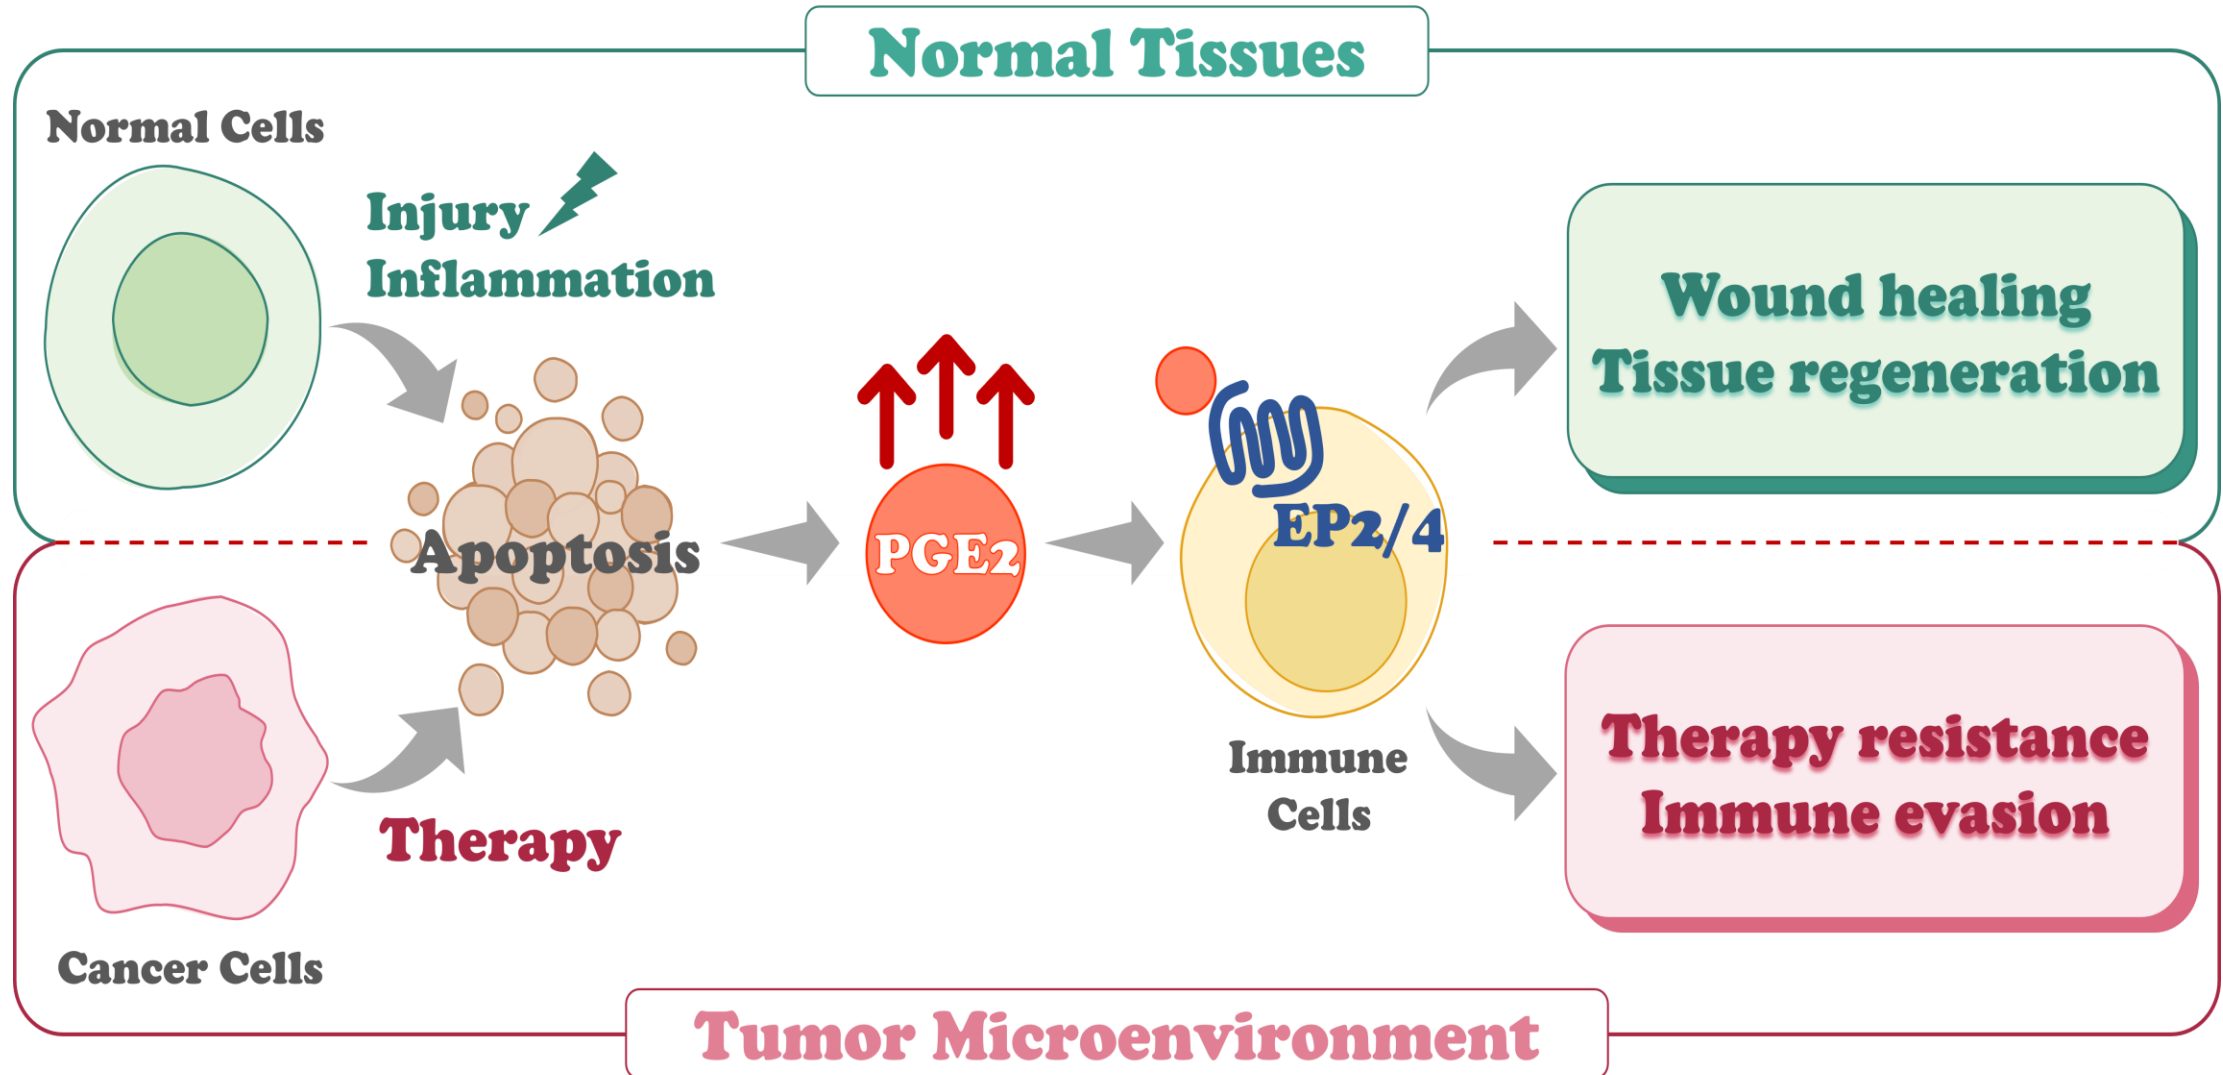 Normal Tissues
Normal Cells
Injury
Inflammation
Wound healing
Tissue regeneration
Apoptosis
PGE2
EP2/4
Immune
Cells
Therapy
Cancer Cells
Therapy resistance
Immune evasion
Tumor Microenvironment